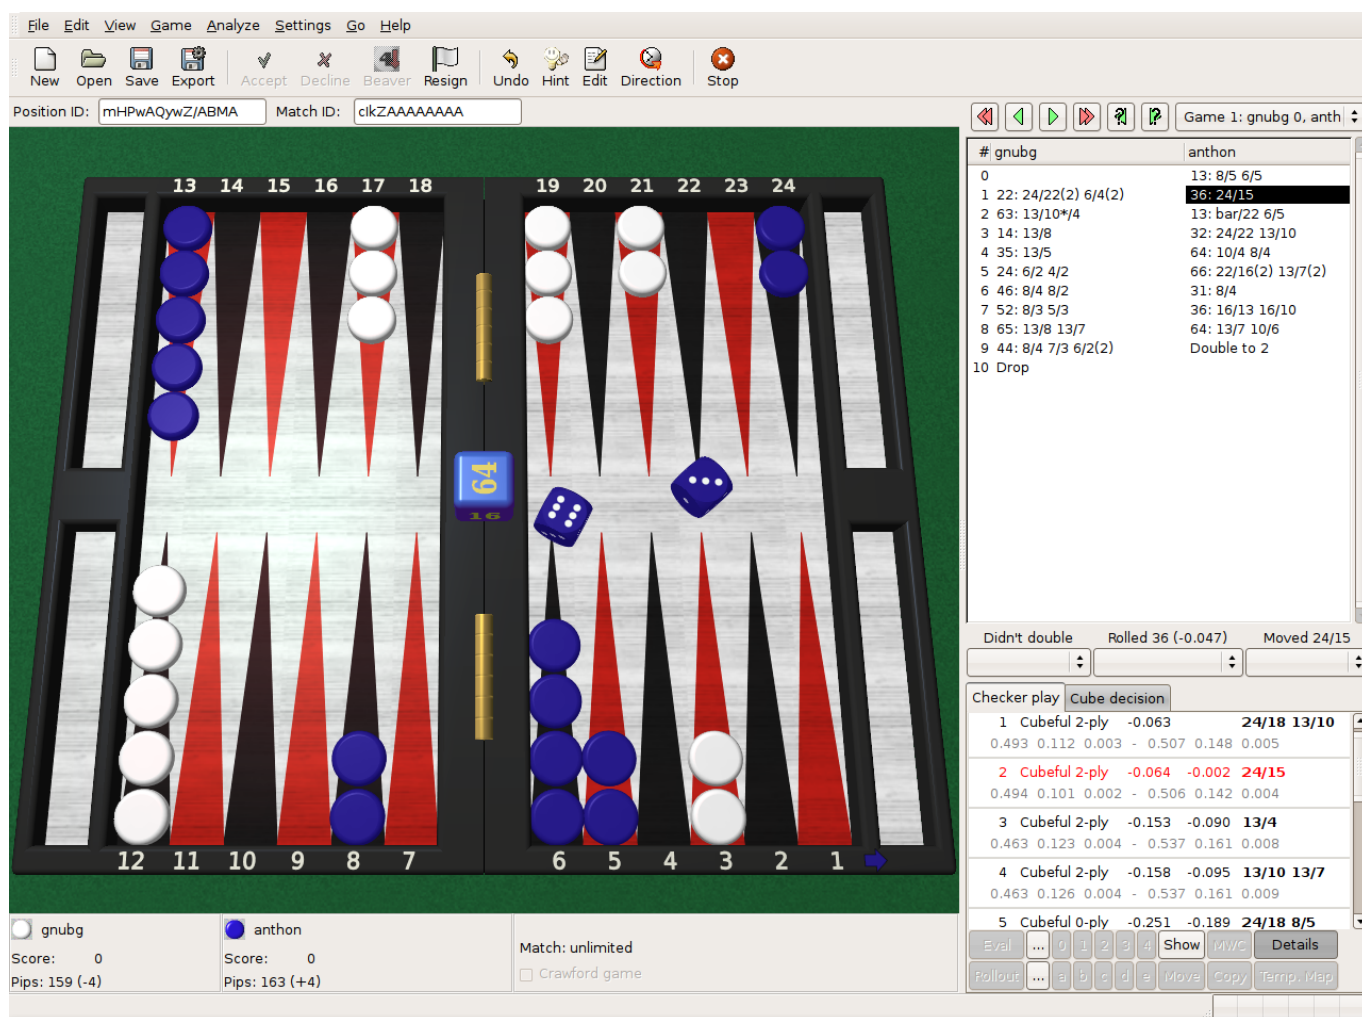 File Edit View Game Analyze Settings Go Help
New Open Save Export Accept Decline Beaver Resign Undo Hint Edit Direction Stop
Position ID: mHPwAQywZ/ABMA Match ID: cIkZAAAAAAAA
Game 1: gnubg 0, anth
# gnubg anthon
0 13: 8/5 6/5
1 22: 24/22(2) 6/4(2) 36: 24/15
2 63: 13/10*/4 13: bar/22 6/5
3 14: 13/8 32: 24/22 13/10
4 35: 13/5 64: 10/4 8/4
5 24: 6/2 4/2 66: 22/16(2) 13/7(2)
6 46: 8/4 8/2 31: 8/4
7 52: 8/3 5/3 36: 16/13 16/10
8 65: 13/8 13/7 64: 13/7 10/6
9 44: 8/4 7/3 6/2(2) Double to 2
10 Drop
13 14 15 16 17 18 19 20 21 22 23 24
64
16
12 11 10 9 8 7 6 5 4 3 2 1
Didn't double Rolled 36 (-0.047) Moved 24/15
Checker play Cube decision
1 Cubeful 2-ply -0.063 24/18 13/10
0.493 0.112 0.003 - 0.507 0.148 0.005
2 Cubeful 2-ply -0.064 -0.002 24/15
0.494 0.101 0.002 - 0.506 0.142 0.004
3 Cubeful 2-ply -0.153 -0.090 13/4
0.463 0.123 0.004 - 0.537 0.161 0.008
4 Cubeful 2-ply -0.158 -0.095 13/10 13/7
0.463 0.126 0.004 - 0.537 0.161 0.009
5 Cubeful 0-ply -0.251 -0.189 24/18 8/5
Eval ... 0 1 2 3 4 Show MWC Details
Rollout ... a b c d e Move Copy Temp. Map
gnubg
Score: 0
Pips: 159 (-4)
anthon
Score: 0
Pips: 163 (+4)
Match: unlimited
Crawford game